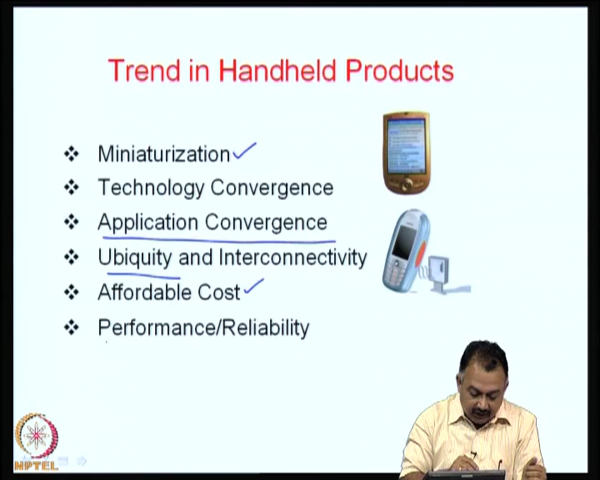 Trend in Handheld Products
Miniaturization
Technology Convergence
Application Convergence
Ubiquity and Interconnectivity
Affordable Cost
Performance/Reliability
NPTEL